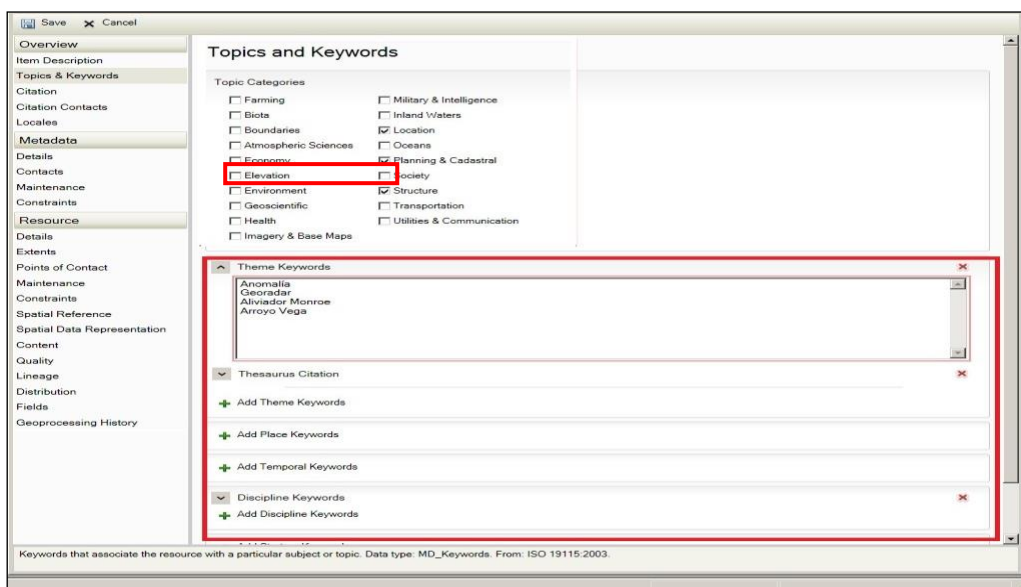 Save Cancel
Overview
Item Description
Topics & Keywords
Citation
Citation Contacts
Locales
Metadata
Details
Contacts
Maintenance
Constraints
Resource
Details
Extents
Points of Contact
Maintenance
Constraints
Spatial Reference
Spatial Data Representation
Content
Quality
Lineage
Distribution
Fields
Geoprocessing History
Topics and Keywords
Topic Categories
Farming
Biota
Boundaries
Atmospheric Sciences
Economy
Elevation
Environment
Geoscientific
Health
Imagery & Base Maps
Military & Intelligence
Inland Waters
Location
Oceans
Planning & Cadastral
Society
Structure
Transportation
Utilities & Communication
Theme Keywords
Anomalía
Georadar
Aliviador Monroe
Arroyo Vega
Thesaurus Citation
Add Theme Keywords
Add Place Keywords
Add Temporal Keywords
Discipline Keywords
Add Discipline Keywords
Keywords that associate the resource with a particular subject or topic. Data type: MD_Keywords. From: ISO 19115:2003.